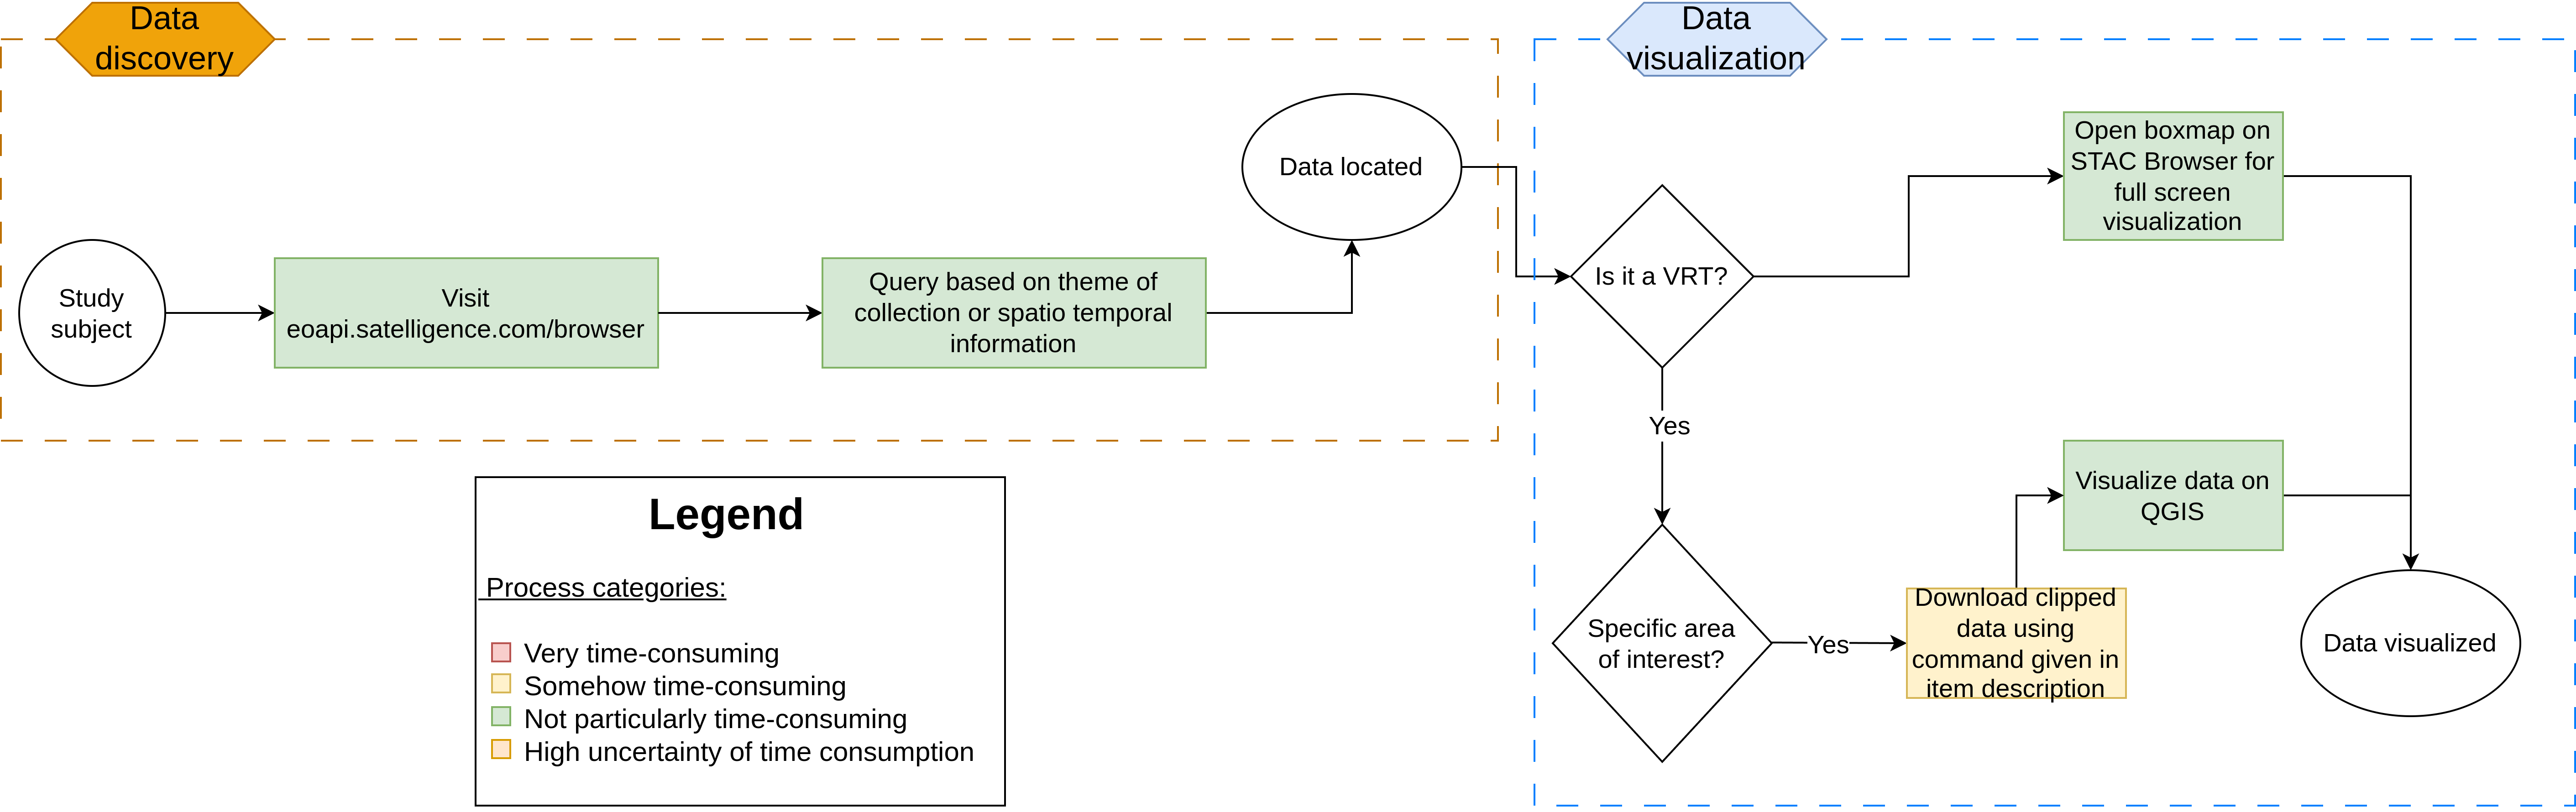 Data
discovery
Data
visualization
Study
subject
Visit
eoapi.satelligence.com/browser
Query based on theme of
collection or spatio temporal
information
Data located
Is it a VRT?
Open boxmap on
STAC Browser for
full screen
visualization
Yes
Specific area
of interest?
Yes
Download clipped
data using
command given in
item description
Visualize data on
QGIS
Data visualized
Legend
Process categories:
Very time-consuming
Somehow time-consuming
Not particularly time-consuming
High uncertainty of time consumption